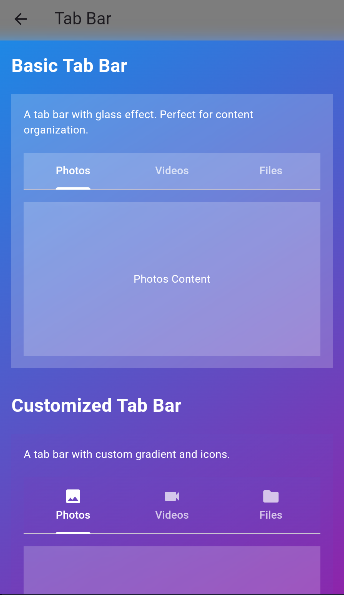 Tab Bar
Basic Tab Bar
A tab bar with glass effect. Perfect for content
organization.
Photos Videos Files
Photos Content
Customized Tab Bar
A tab bar with custom gradient and icons.
Photos Videos Files